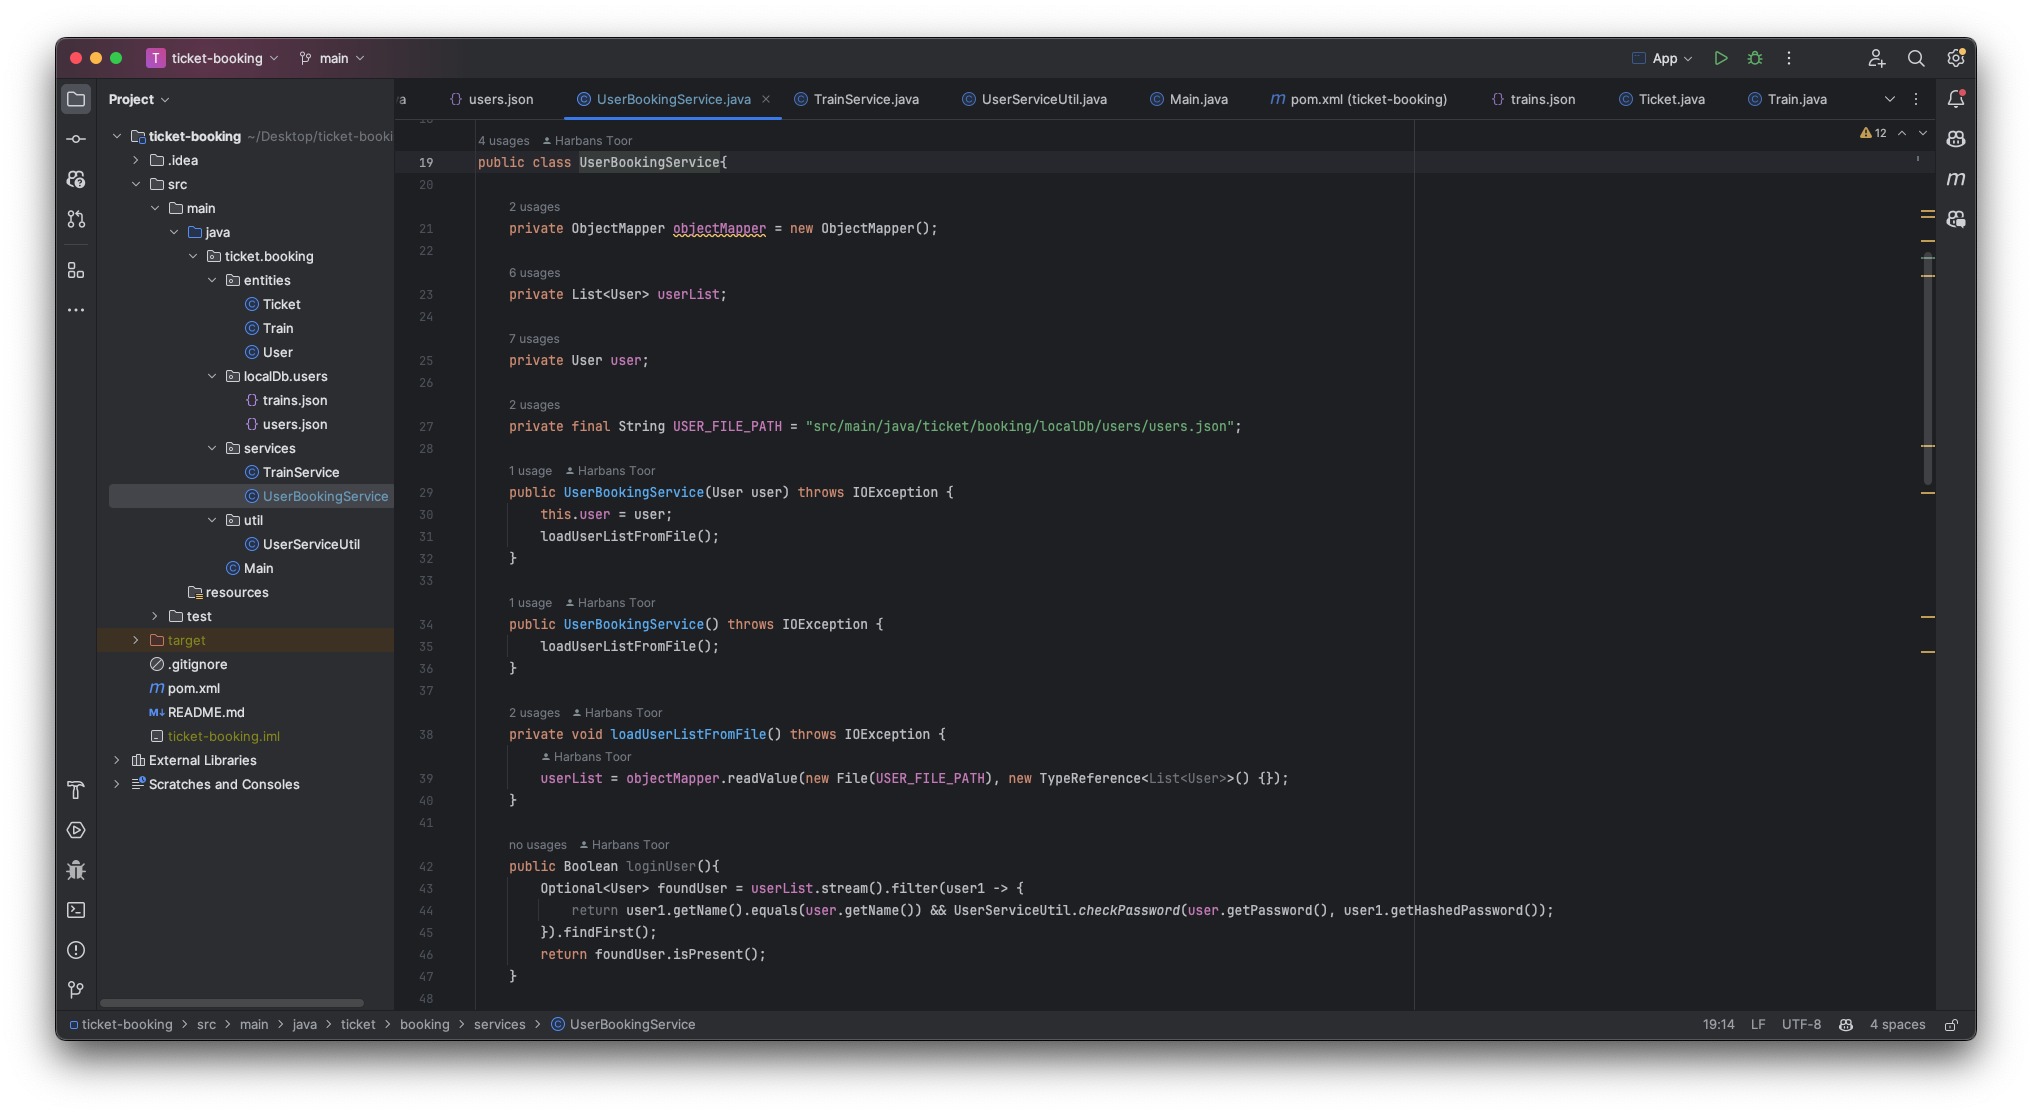 T ticket-booking main App
Project
a users.json UserBookingService.java TrainService.java UserServiceUtil.java Main.java pom.xml (ticket-booking) trains.json Ticket.java Train.java
ticket-booking ~/Desktop/ticket-booki
.idea
src
main
java
ticket.booking
entities
Ticket
Train
User
localDb.users
trains.json
users.json
services
TrainService
UserBookingService
util
UserServiceUtil
Main
resources
test
target
.gitignore
pom.xml
README.md
ticket-booking.iml
External Libraries
Scratches and Consoles
12
4 usages Harbans Toor
19 public class UserBookingService{
20
2 usages
21 private ObjectMapper objectMapper = new ObjectMapper();
22
6 usages
23 private List<User> userList;
24
7 usages
25 private User user;
26
2 usages
27 private final String USER_FILE_PATH = "src/main/java/ticket/booking/localDb/users/users.json";
28
1 usage Harbans Toor
29 public UserBookingService(User user) throws IOException {
30 this.user = user;
31 loadUserListFromFile();
32 }
33
1 usage Harbans Toor
34 public UserBookingService() throws IOException {
35 loadUserListFromFile();
36 }
37
2 usages Harbans Toor
38 private void loadUserListFromFile() throws IOException {
Harbans Toor
39 userList = objectMapper.readValue(new File(USER_FILE_PATH), new TypeReference<List<User>>() {});
40 }
41
no usages Harbans Toor
42 public Boolean loginUser(){
43 Optional<User> foundUser = userList.stream().filter(user1 -> {
44 return user1.getName().equals(user.getName()) && UserServiceUtil.checkPassword(user.getPassword(), user1.getHashedPassword());
45 }).findFirst();
46 return foundUser.isPresent();
47 }
48
ticket-booking > src > main > java > ticket > booking > services > UserBookingService
19:14 LF UTF-8 4 spaces